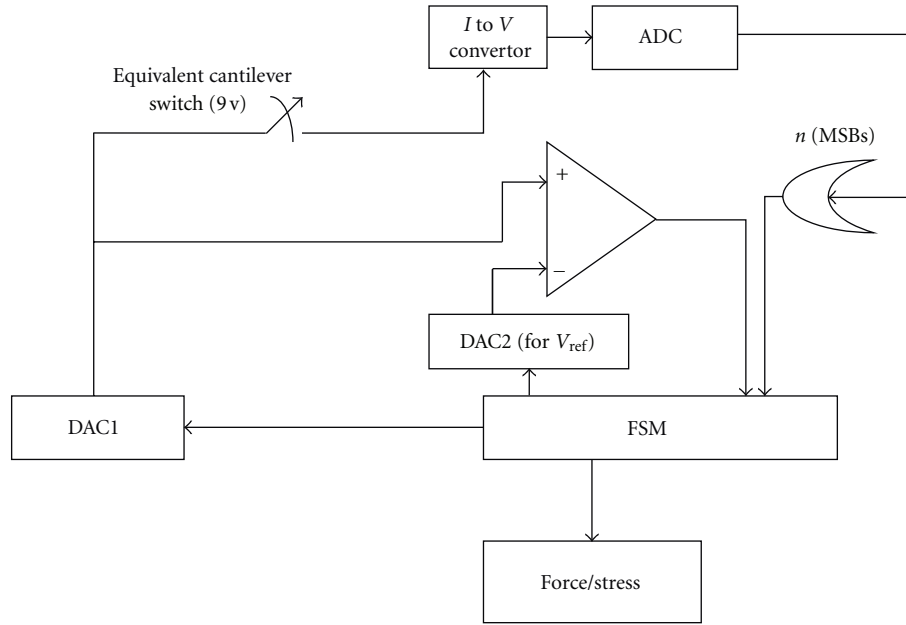 I to V
convertor
ADC
Equivalent cantilever
switch (9 v)
n (MSBs)
+
−
DAC2 (for Vref)
DAC1
FSM
Force/stress